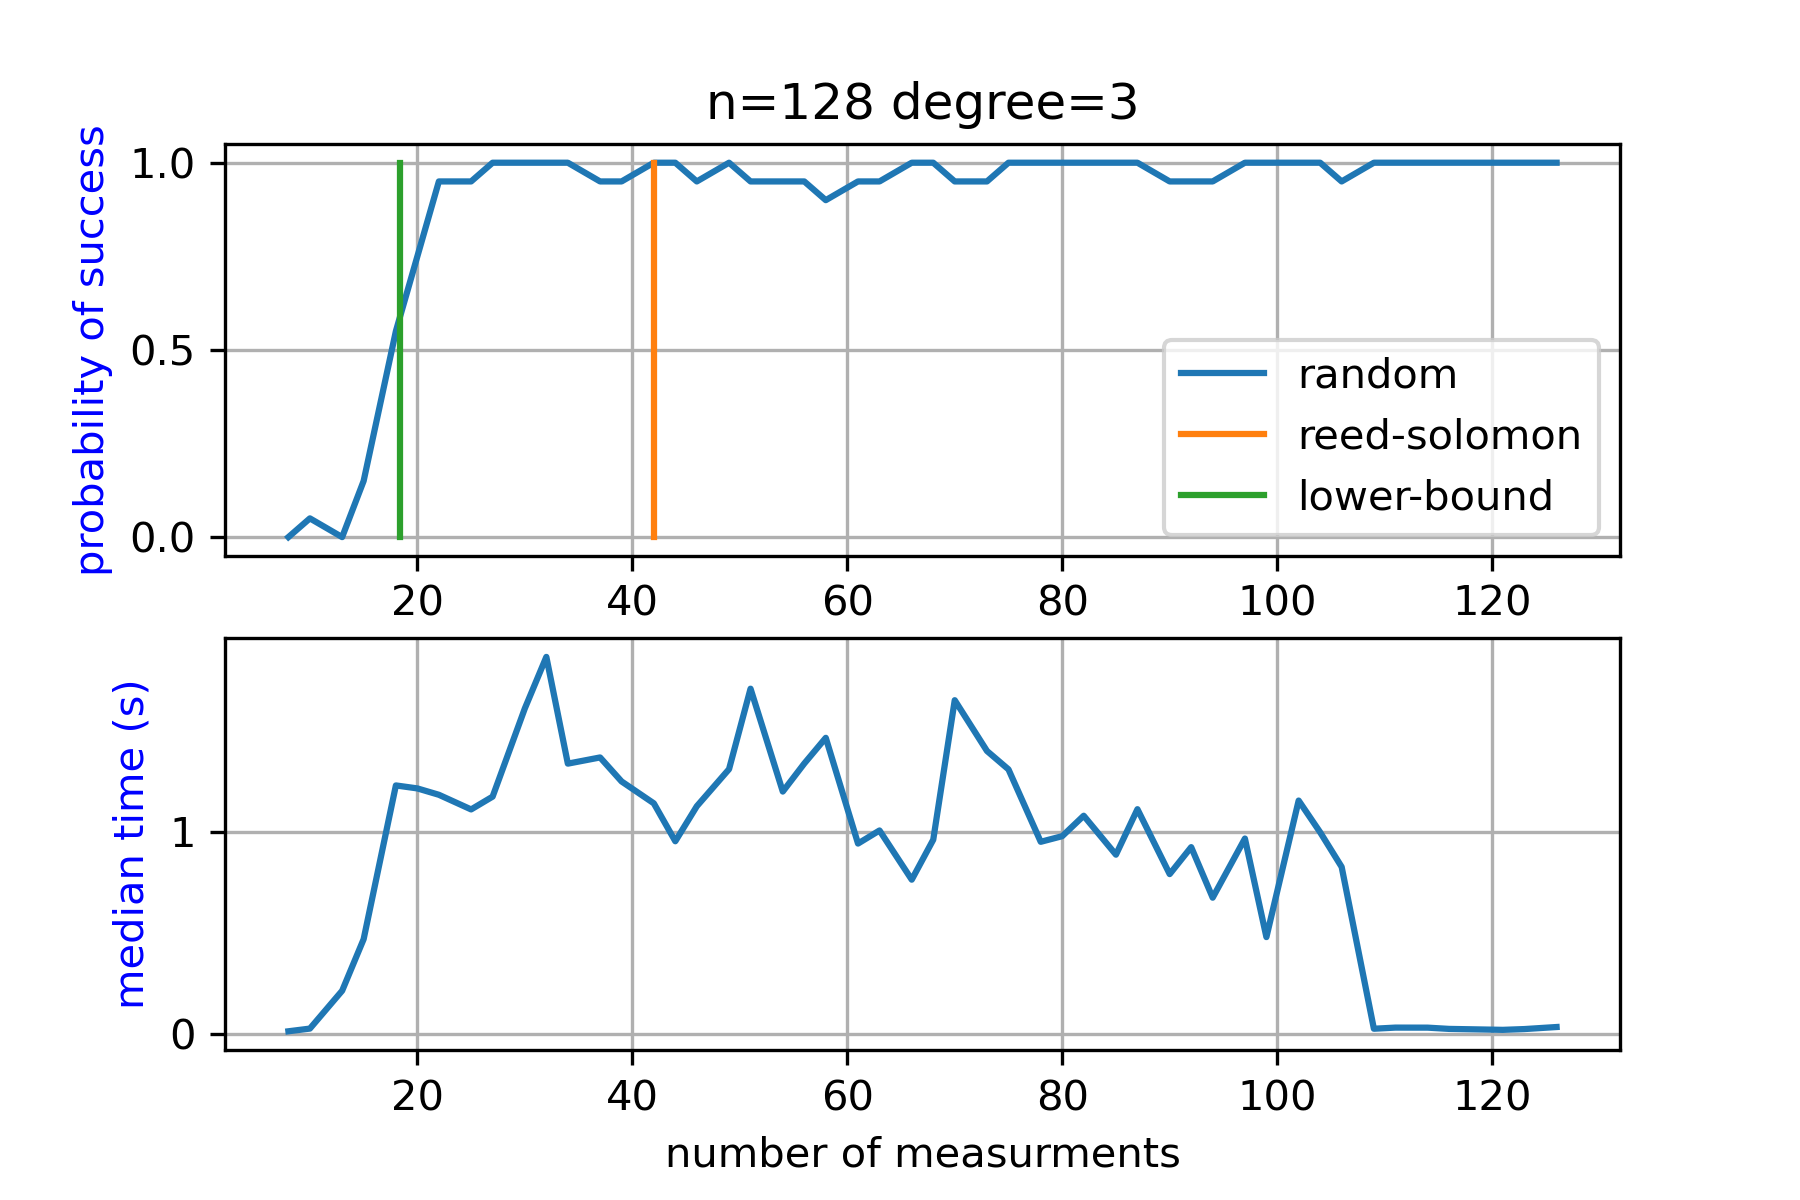 n=128 degree=3
probability of success
1.0
0.5
0.0
random
reed-solomon
lower-bound
20 40 60 80 100 120
median time (s)
1
0
20 40 60 80 100 120
number of measurments